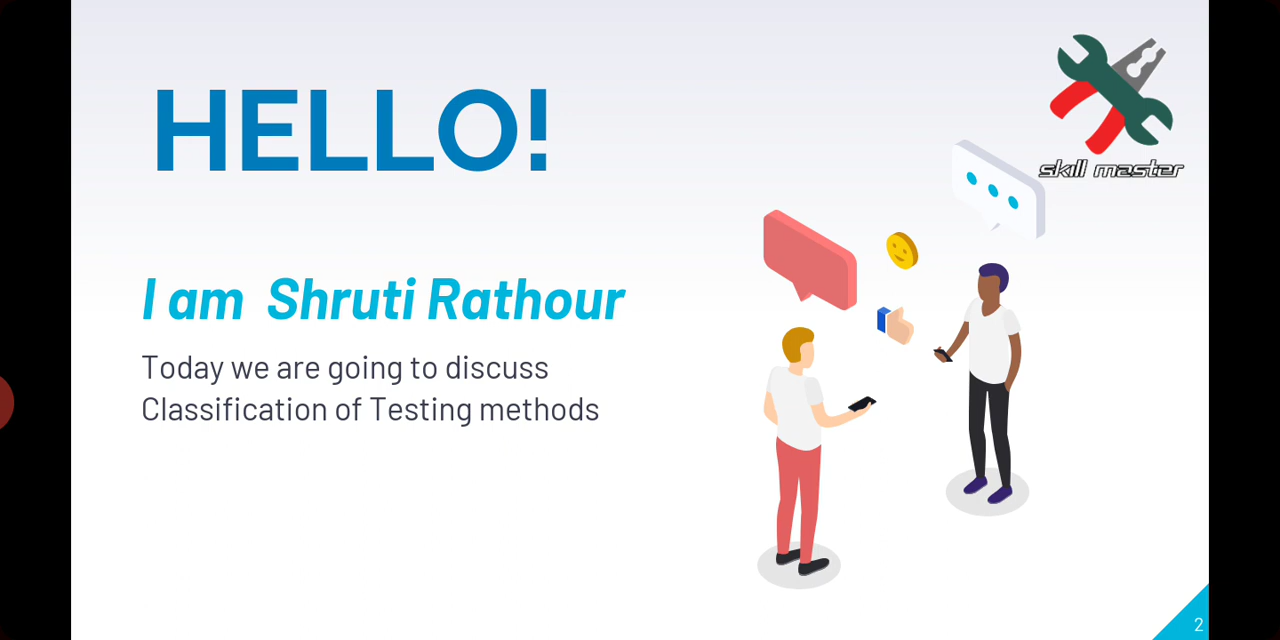 HELLO!
skill master
I am Shruti Rathour
Today we are going to discuss
Classification of Testing methods
2